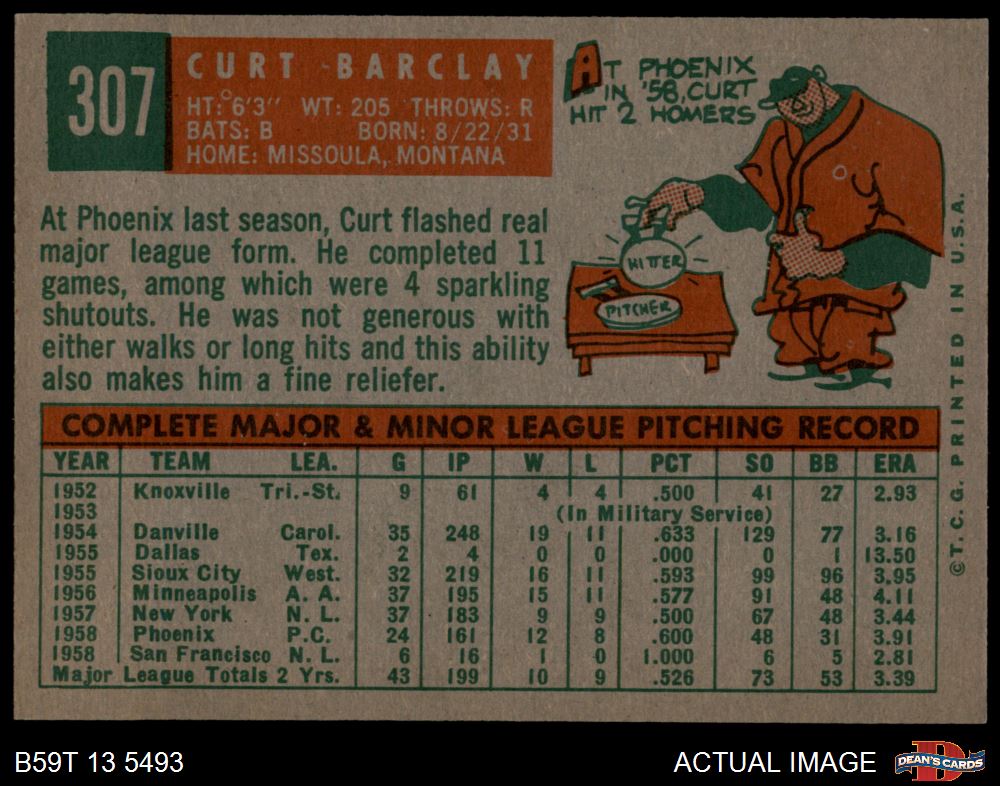 307
CURT BARCLAY
HT: 6'3" WT: 205 THROWS: R
BATS: B BORN: 8/22/31
HOME: MISSOULA, MONTANA
AT PHOENIX
IN '58, CURT
HIT 2 HOMERS
HITTER
PITCHER
At Phoenix last season, Curt flashed real
major league form. He completed 11
games, among which were 4 sparkling
shutouts. He was not generous with
either walks or long hits and this ability
also makes him a fine reliefer.
COMPLETE MAJOR & MINOR LEAGUE PITCHING RECORD
YEAR TEAM LEA. G IP W L PCT SO BB ERA
1952 Knoxville Tri.-St. 9 61 4 4 .500 41 27 2.93
1953 (In Military Service)
1954 Danville Carol. 35 248 19 11 .633 129 77 3.16
1955 Dallas Tex. 2 4 0 0 .000 0 1 13.50
1955 Sioux City West. 32 219 16 11 .593 99 96 3.95
1956 Minneapolis A. A. 37 195 15 11 .577 91 48 4.11
1957 New York N. L. 37 183 9 9 .500 67 48 3.44
1958 Phoenix P.C. 24 161 12 8 .600 48 31 3.91
1958 San Francisco N. L. 6 16 1 0 1.000 6 5 2.81
Major League Totals 2 Yrs. 43 199 10 9 .526 73 53 3.39
© T. C. G. PRINTED IN U.S.A.
B59T 13 5493
ACTUAL IMAGE
D
DEAN'S CARDS